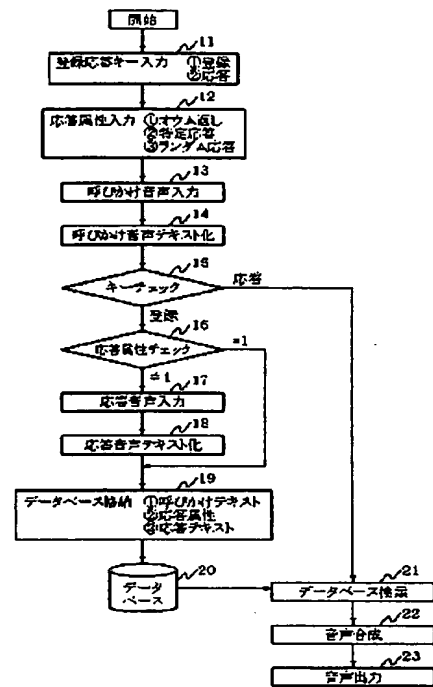 開始
11
登録応答キー入力 ①登録
②応答
12
応答属性入力 ①オウム返し
②特定応答
③ランダム応答
13
呼びかけ音声入力
14
呼びかけ音声テキスト化
15
キーチェック
応答
登録
16
応答属性チェック
=1
≠1
17
応答音声入力
18
応答音声テキスト化
19
データベース格納 ①呼びかけテキスト
②応答属性
③応答テキスト
20
データ
ベース
21
データベース検索
22
音声合成
23
音声出力